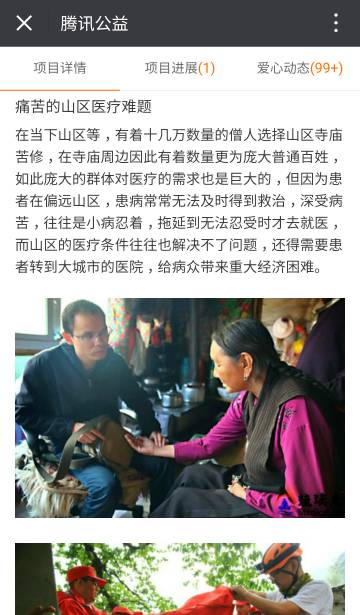 腾讯公益
项目详情 项目进展(1) 爱心动态(99+)
痛苦的山区医疗难题
在当下山区等，有着十几万数量的僧人选择山区寺庙
苦修，在寺庙周边因此有着数量更为庞大普通百姓，
如此庞大的群体对医疗的需求也是巨大的，但因为患
者在偏远山区，患病常常无法及时得到救治，深受病
苦，往往是小病忍着，拖延到无法忍受时才去就医，
而山区的医疗条件往往也解决不了问题，还得需要患
者转到大城市的医院，给病众带来重大经济困难。